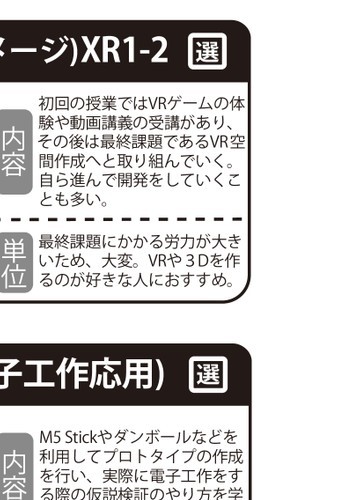 メージ)XR1-2 選
内容
初回の授業ではVRゲームの体
験や動画講義の受講があり、
その後は最終課題であるVR空
間作成へと取り組んでいく。
自ら進んで開発をしていくこ
とも多い。
単位
最終課題にかかる労力が大き
いため、大変。VRや3Dを作
るのが好きな人におすすめ。
子工作応用) 選
内容
M5 Stickやダンボールなどを
利用してプロトタイプの作成
を行い、実際に電子工作をす
る際の仮説検証のやり方を学